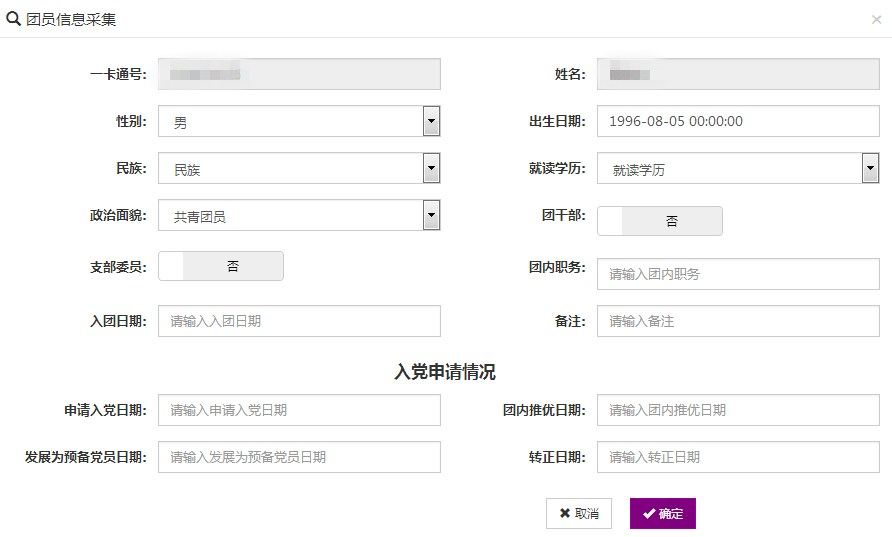 团员信息采集 ×
一卡通号: 姓名:
性别: 男 出生日期: 1996-08-05 00:00:00
民族: 民族 就读学历: 就读学历
政治面貌: 共青团员 团干部: 否
支部委员: 否 团内职务: 请输入团内职务
入团日期: 请输入入团日期 备注: 请输入备注
入党申请情况
申请入党日期: 请输入申请入党日期 团内推优日期: 请输入团内推优日期
发展为预备党员日期: 请输入发展为预备党员日期 转正日期: 请输入转正日期
取消 确定